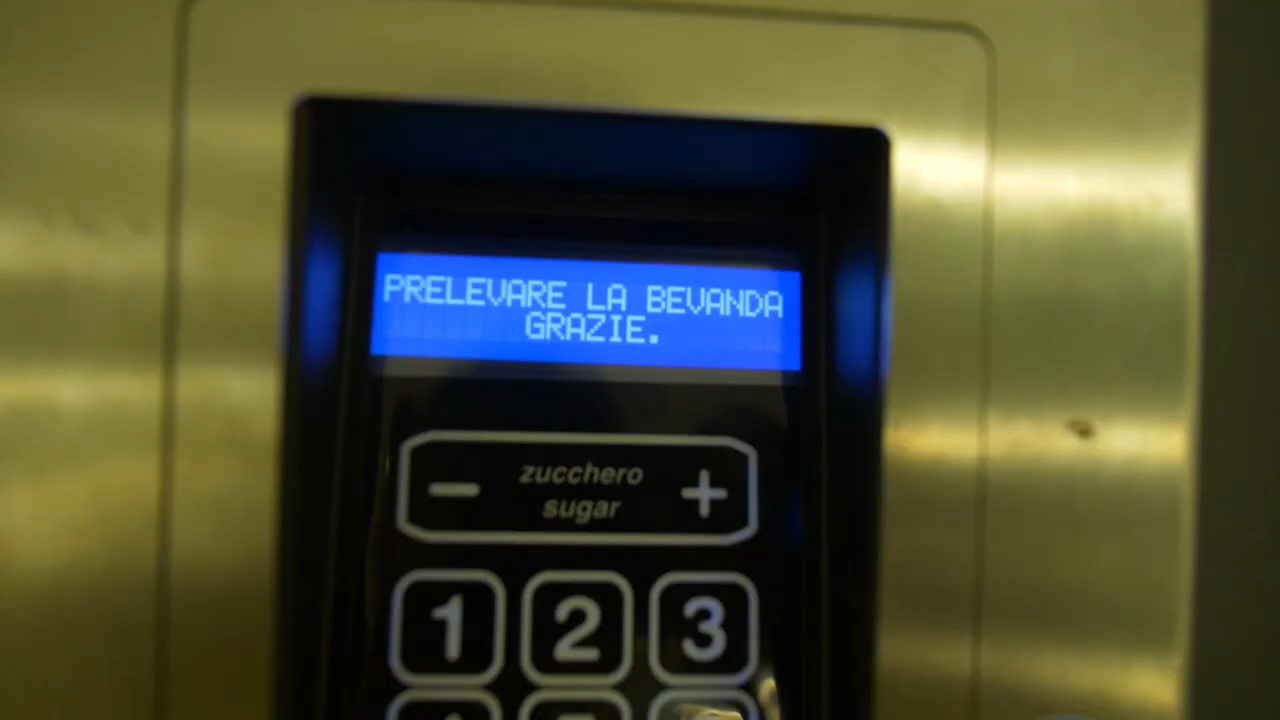 PRELEVARE LA BEVANDA
GRAZIE.
- zucchero +
sugar
1 2 3